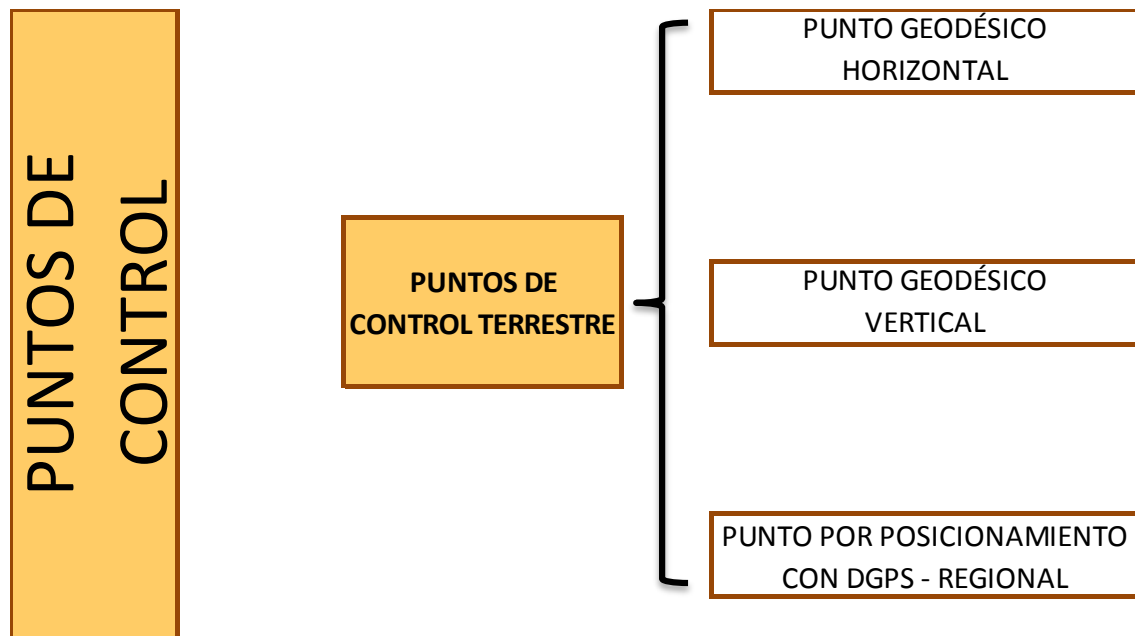 PUNTOS DE
CONTROL
PUNTOS DE
CONTROL TERRESTRE
PUNTO GEODÉSICO
HORIZONTAL
PUNTO GEODÉSICO
VERTICAL
PUNTO POR POSICIONAMIENTO
CON DGPS - REGIONAL